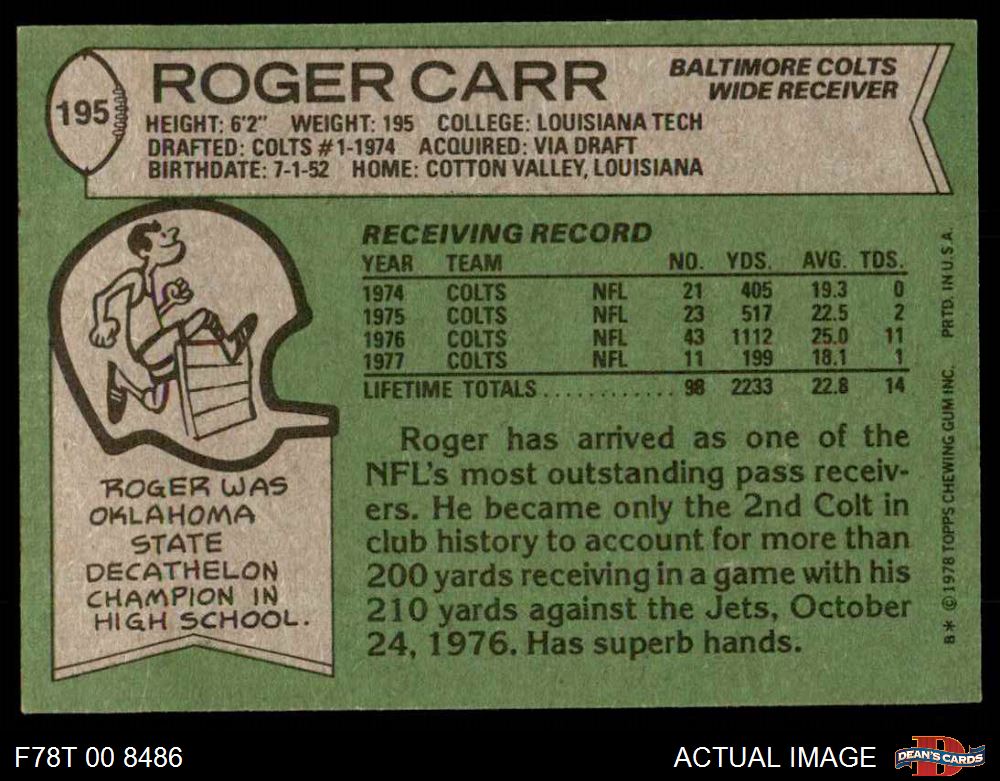 195
ROGER CARR
BALTIMORE COLTS
WIDE RECEIVER
HEIGHT: 6'2" WEIGHT: 195 COLLEGE: LOUISIANA TECH
DRAFTED: COLTS #1-1974 ACQUIRED: VIA DRAFT
BIRTHDATE: 7-1-52 HOME: COTTON VALLEY, LOUISIANA
RECEIVING RECORD
YEAR TEAM NO. YDS. AVG. TDS.
1974 COLTS NFL 21 405 19.3 0
1975 COLTS NFL 23 517 22.5 2
1976 COLTS NFL 43 1112 25.0 11
1977 COLTS NFL 11 199 18.1 1
LIFETIME TOTALS ............ 98 2233 22.8 14
Roger has arrived as one of the
NFL's most outstanding pass receiv-
ers. He became only the 2nd Colt in
club history to account for more than
200 yards receiving in a game with his
210 yards against the Jets, October
24, 1976. Has superb hands.
ROGER WAS
OKLAHOMA
STATE
DECATHELON
CHAMPION IN
HIGH SCHOOL.
B* © 1978 TOPPS CHEWING GUM INC. PRTD. IN U.S.A.
F78T 00 8486
ACTUAL IMAGE
D
DEAN'S CARDS